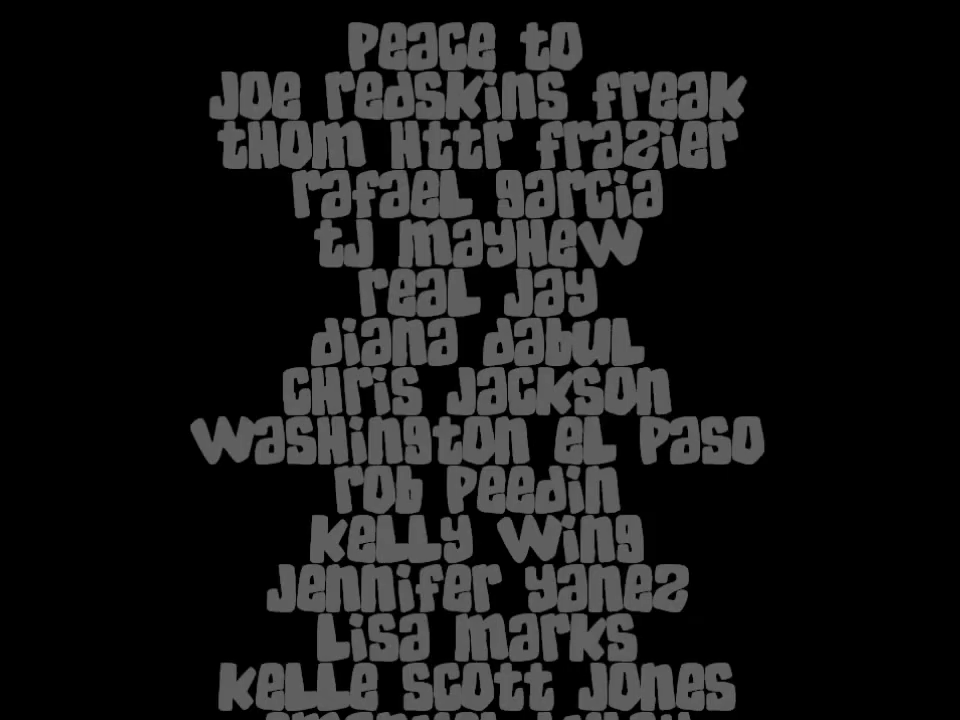 Peace to
Joe redskins freak
thom httr frazier
rafael garcia
tj mayhew
real jay
diana dabul
chris jackson
washington el paso
rob peedin
kelly wing
jennifer yanez
lisa marks
kelle scott jones